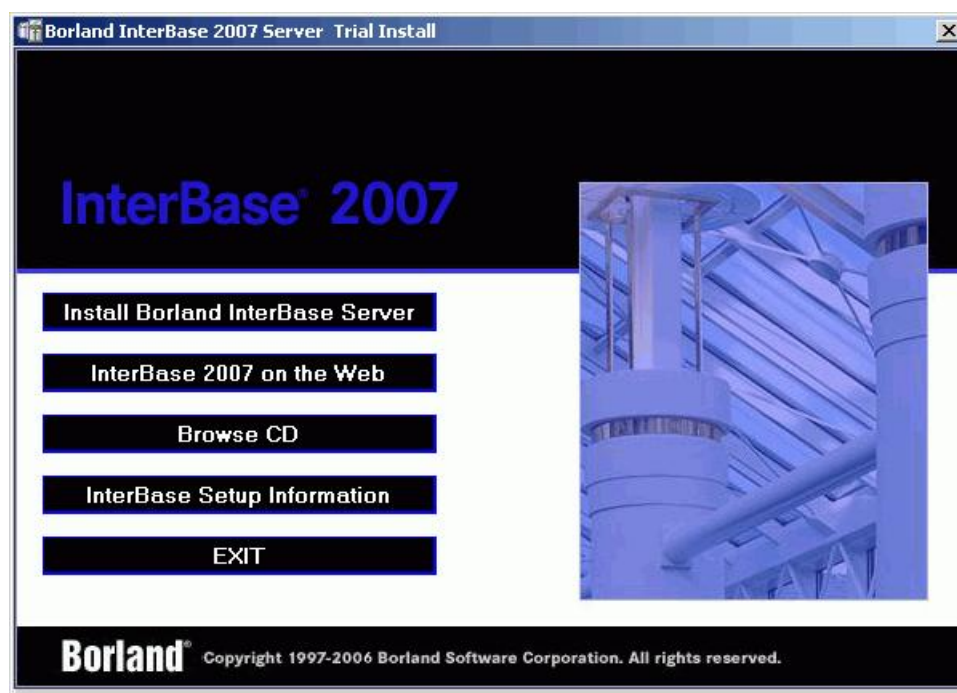 Borland InterBase 2007 Server Trial Install
InterBase® 2007
Install Borland InterBase Server
InterBase 2007 on the Web
Browse CD
InterBase Setup Information
EXIT
Borland® Copyright 1997-2006 Borland Software Corporation. All rights reserved.